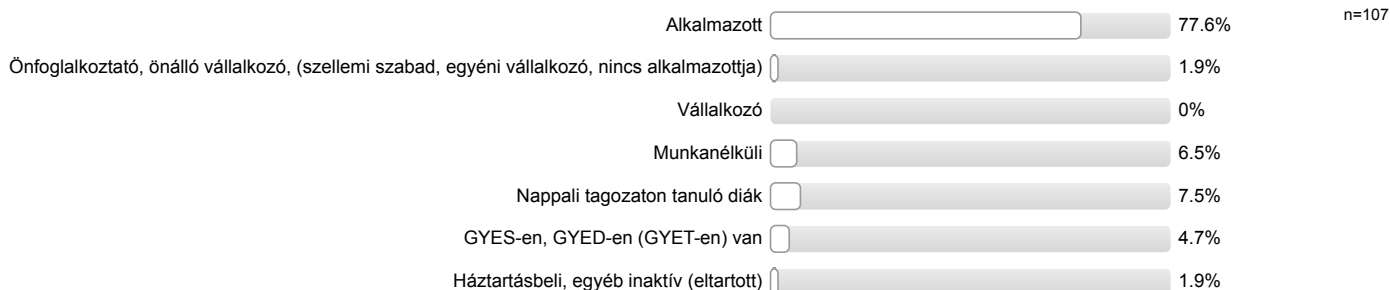 Alkalmazott 77.6% n=107
Önfoglalkoztató, önálló vállalkozó, (szellemi szabad, egyéni vállalkozó, nincs alkalmazottja) 1.9%
Vállalkozó 0%
Munkanélküli 6.5%
Nappali tagozaton tanuló diák 7.5%
GYES-en, GYED-en (GYET-en) van 4.7%
Háztartásbeli, egyéb inaktív (eltartott) 1.9%